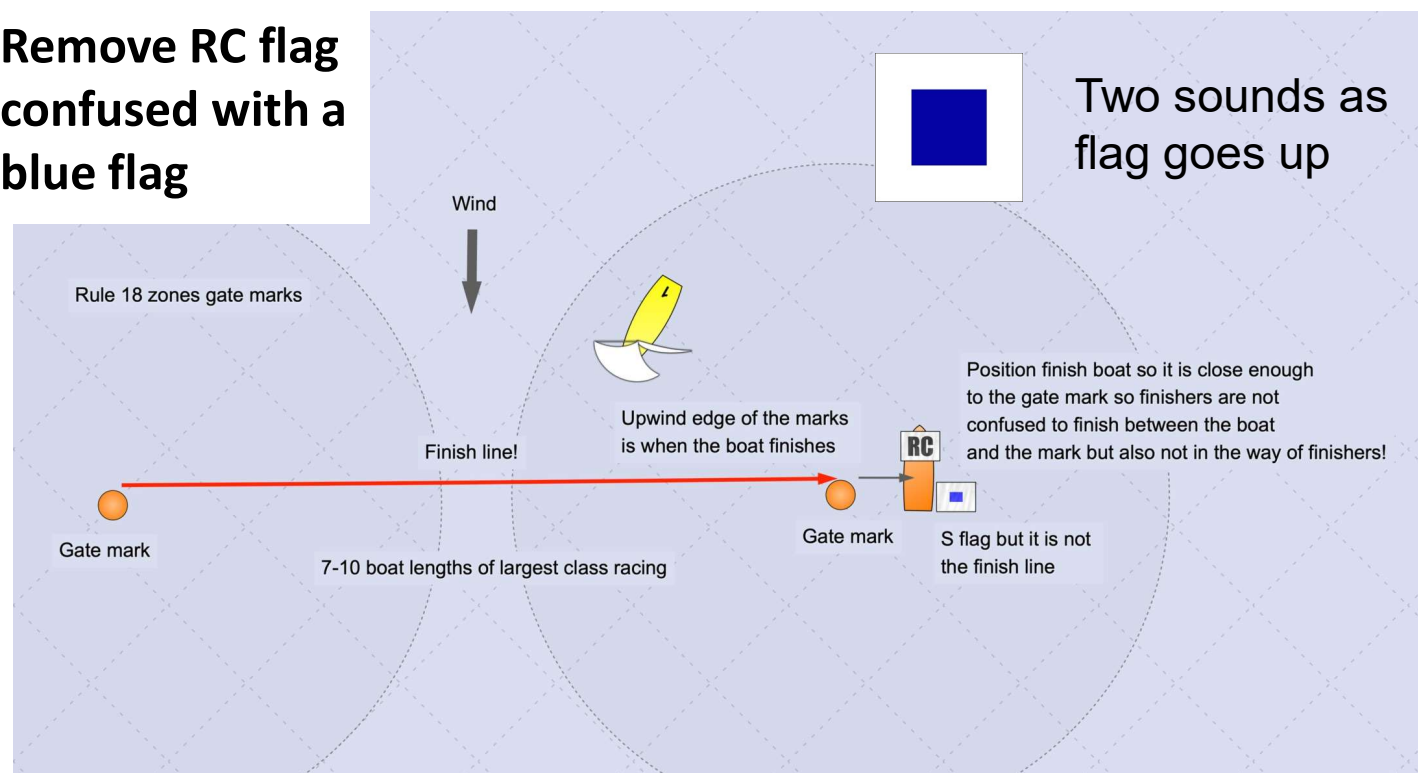 Remove RC flag
confused with a
blue flag
Two sounds as
flag goes up
Wind
Rule 18 zones gate marks
1
Position finish boat so it is close enough
to the gate mark so finishers are not
confused to finish between the boat
and the mark but also not in the way of finishers!
Upwind edge of the marks
is when the boat finishes
Finish line!
RC
Gate mark
Gate mark
S flag but it is not
the finish line
7-10 boat lengths of largest class racing